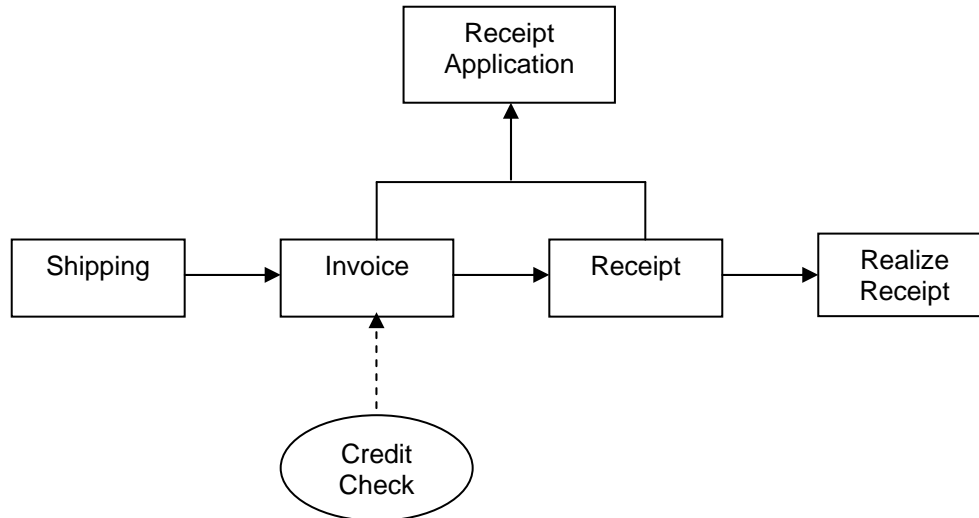 Receipt
Application
Shipping
Invoice
Receipt
Realize
Receipt
Credit
Check